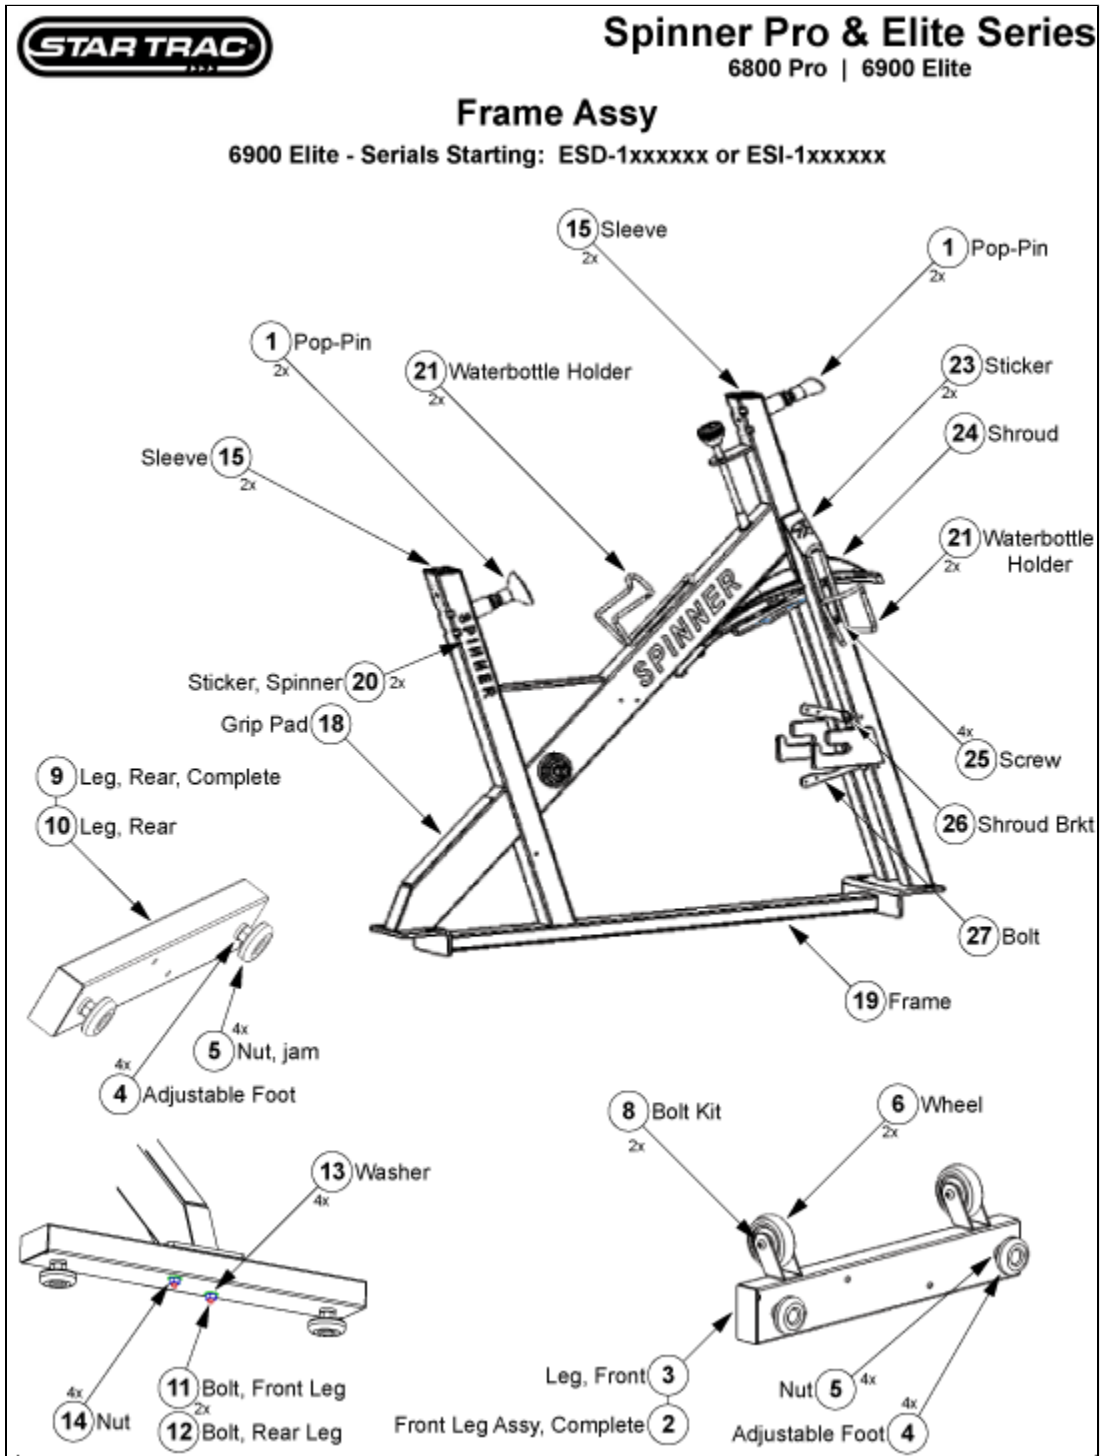 STAR TRAC
Spinner Pro & Elite Series
6800 Pro | 6900 Elite
Frame Assy
6900 Elite - Serials Starting: ESD-1xxxxxx or ESI-1xxxxxx
15 Sleeve
2x
1 Pop-Pin
2x
1 Pop-Pin
2x
21 Waterbottle Holder
2x
23 Sticker
2x
24 Shroud
Sleeve 15
2x
21 Waterbottle
2x
Holder
SPINNER
SPINNER
Sticker, Spinner 20 2x
Grip Pad 18
4x
25 Screw
9 Leg, Rear, Complete
10 Leg, Rear
26 Shroud Brkt
27 Bolt
19 Frame
4x
5 Nut, jam
4x
4 Adjustable Foot
8 Bolt Kit
2x
6 Wheel
2x
13 Washer
4x
11 Bolt, Front Leg
2x
12 Bolt, Rear Leg
4x
14 Nut
Leg, Front 3
Front Leg Assy, Complete 2
Nut 5 4x
4x
Adjustable Foot 4